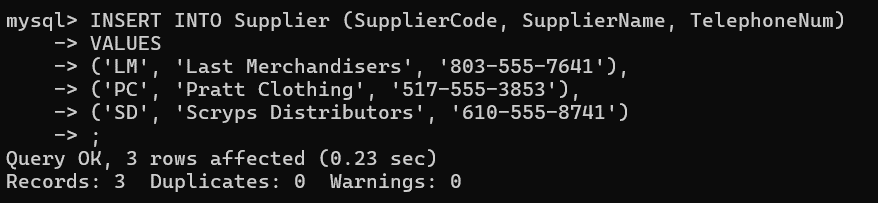 mysql> INSERT INTO Supplier (SupplierCode, SupplierName, TelephoneNum)
    -> VALUES
    -> ('LM', 'Last Merchandisers', '803-555-7641'),
    -> ('PC', 'Pratt Clothing', '517-555-3853'),
    -> ('SD', 'Scryps Distributors', '610-555-8741')
    -> ;
Query OK, 3 rows affected (0.23 sec)
Records: 3  Duplicates: 0  Warnings: 0